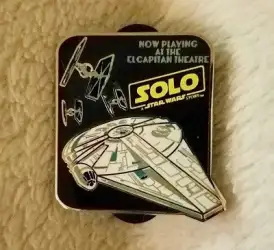 NOW PLAYING
AT THE
EL CAPITAN THEATRE
SOLO
A STAR WARS STORY